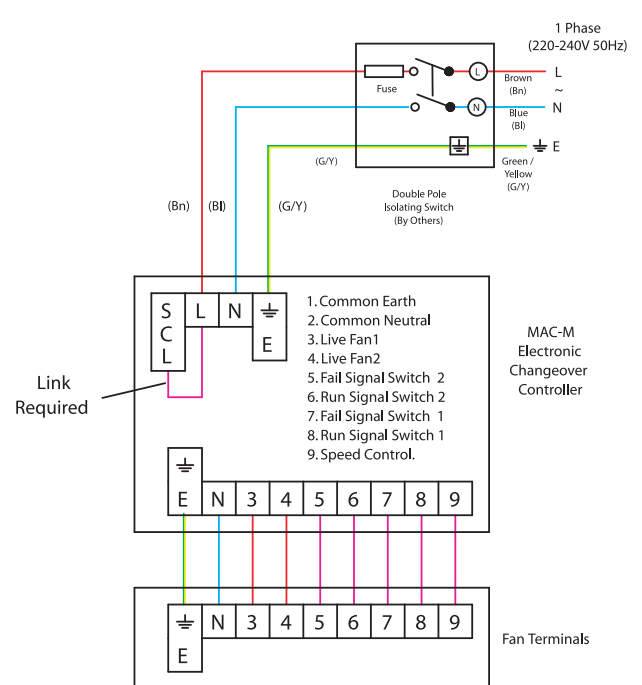 1 Phase
(220-240V 50Hz)
L
Brown
(Bn)
Fuse
L
~
N
N
Blue
(Bl)
E
Green /
Yellow
(G/Y)
(G/Y)
Double Pole
Isolating Switch
(By Others)
(Bn)
(Bl)
(G/Y)
SCL
L
N
E
1. Common Earth
2. Common Neutral
3. Live Fan1
4. Live Fan2
5. Fail Signal Switch 2
6. Run Signal Switch 2
7. Fail Signal Switch 1
8. Run Signal Switch 1
9. Speed Control.
MAC-M
Electronic
Changeover
Controller
Link
Required
E N 3 4 5 6 7 8 9
N 3 4 5 6 7 8 9
E
Fan Terminals